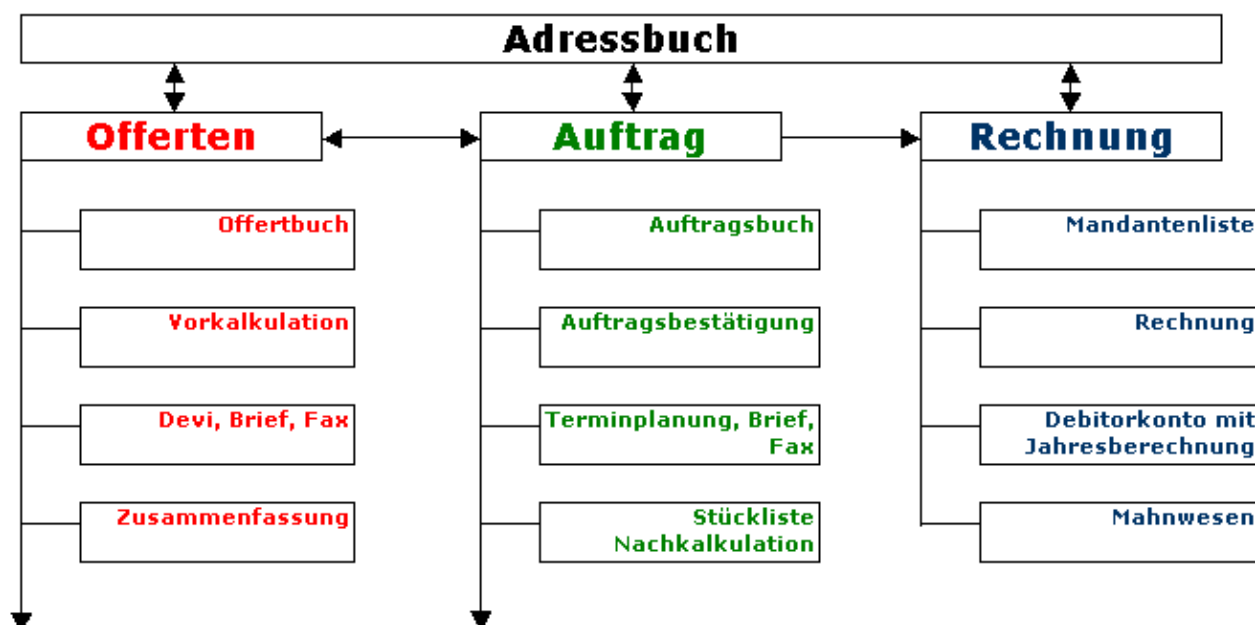 Adressbuch
Offerten
Auftrag
Rechnung
Offertbuch
Auftragsbuch
Mandantenliste
Vorkalkulation
Auftragsbestätigung
Rechnung
Devi, Brief, Fax
Terminplanung, Brief,
Fax
Debitorkonto mit
Jahresberechnung
Zusammenfassung
Stückliste
Nachkalkulation
Mahnwesen